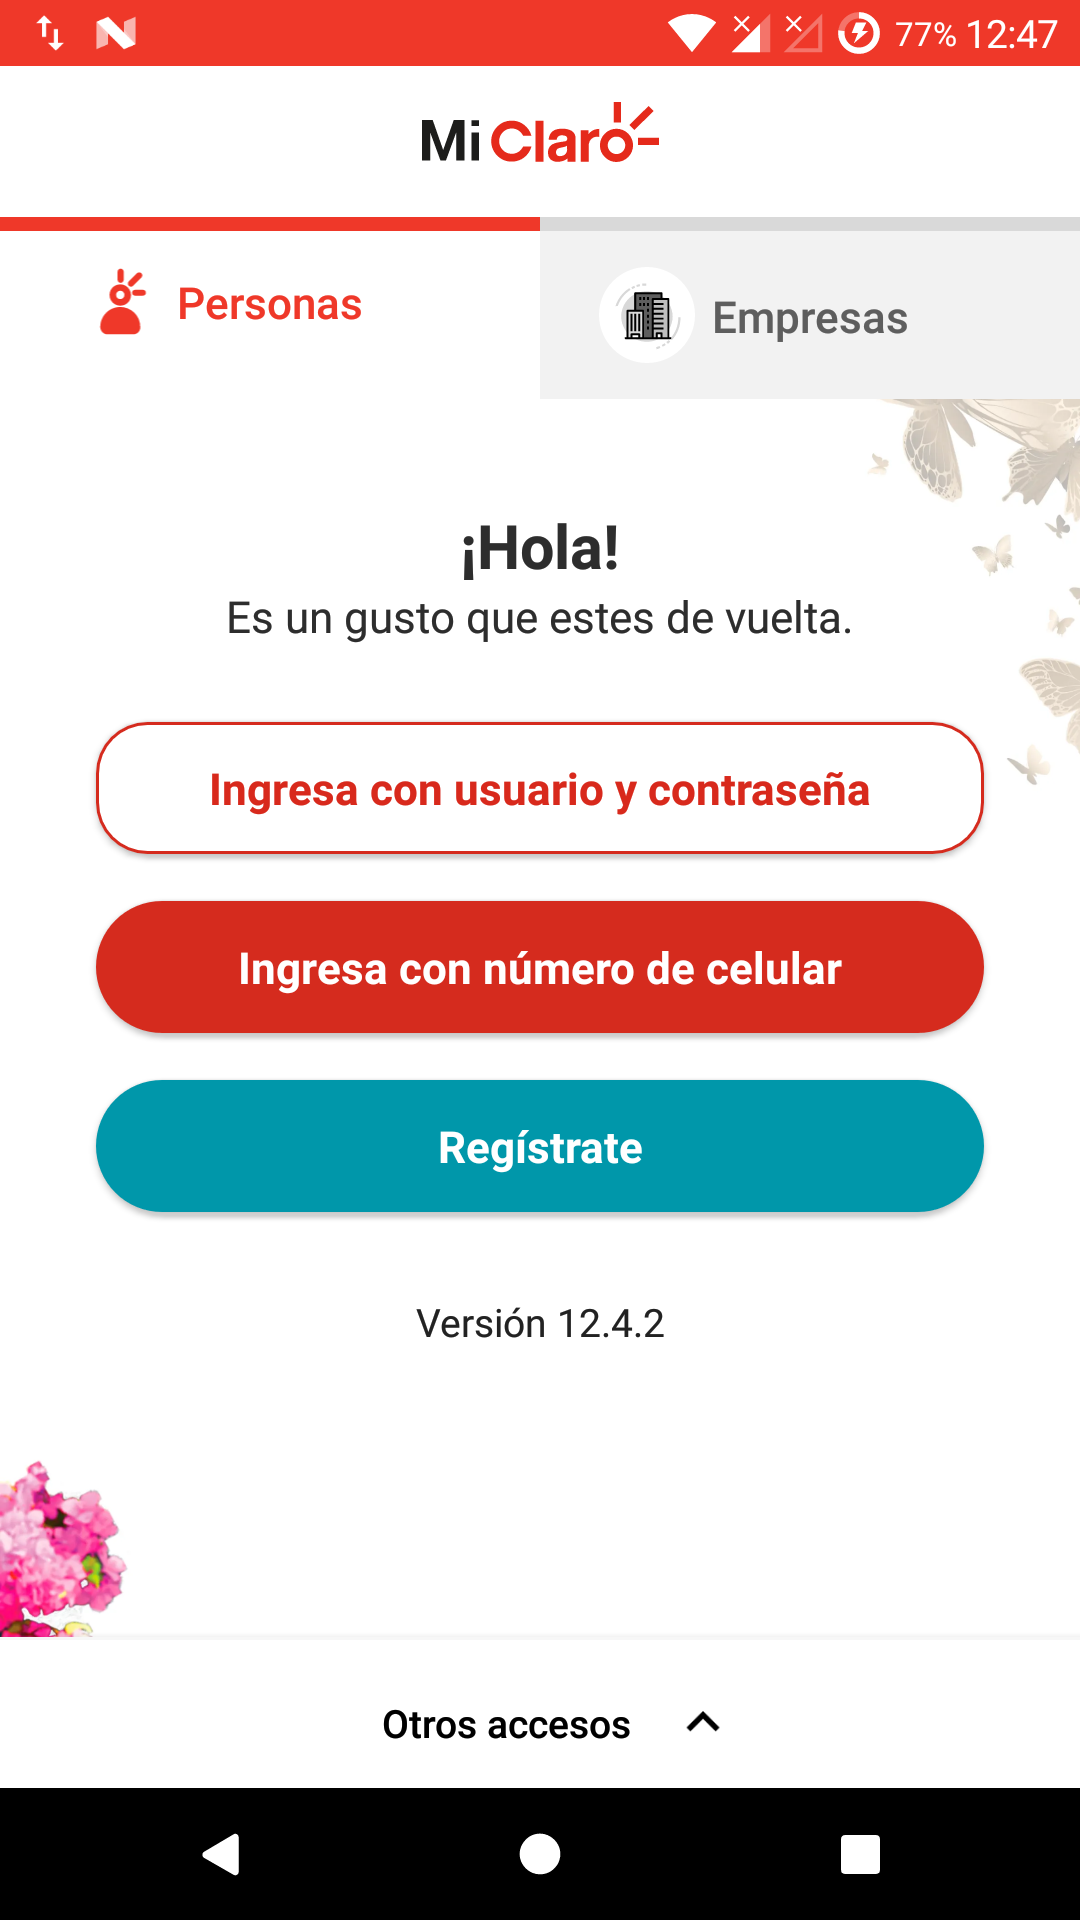 77% 12:47
Mi Claro
Personas
Empresas
¡Hola!
Es un gusto que estes de vuelta.
Ingresa con usuario y contraseña
Ingresa con número de celular
Regístrate
Versión 12.4.2
Otros accesos